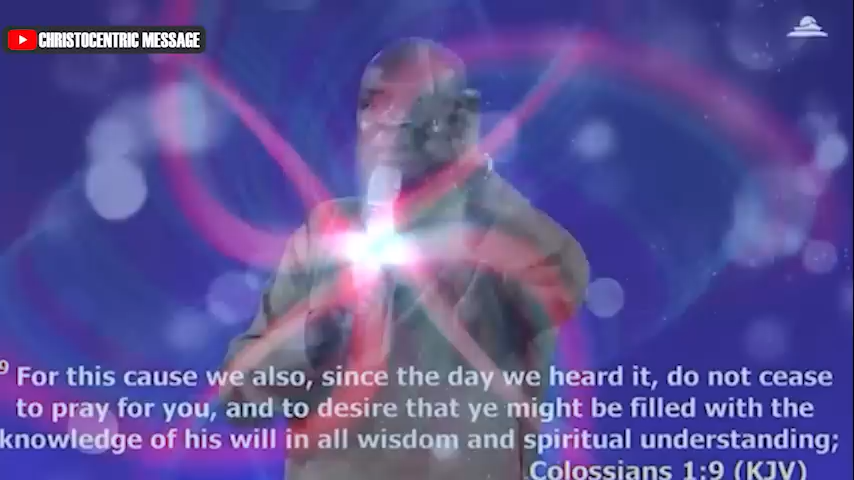 CHRISTOCENTRIC MESSAGE
9 For this cause we also, since the day we heard it, do not cease
to pray for you, and to desire that ye might be filled with the
knowledge of his will in all wisdom and spiritual understanding;
Colossians 1:9 (KJV)